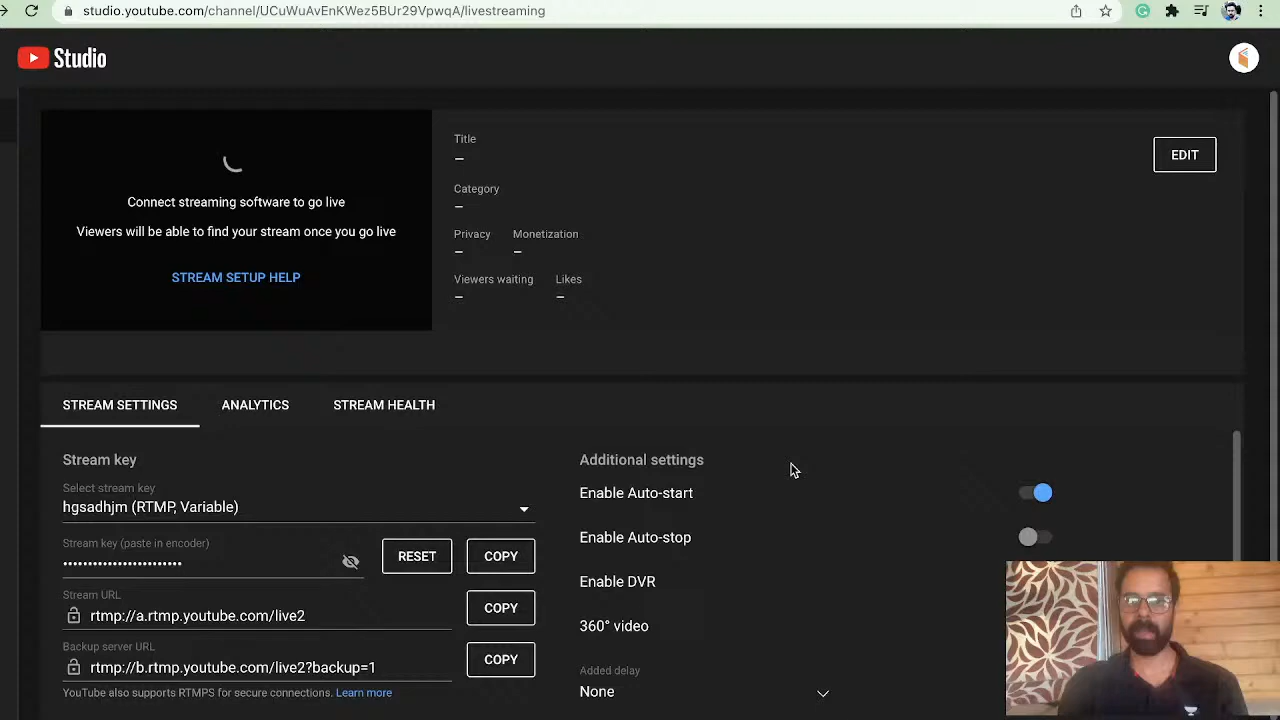 studio.youtube.com/channel/UCuWuAvEnKWez5BUr29VpwqA/livestreaming
Studio
Connect streaming software to go live
Viewers will be able to find your stream once you go live
STREAM SETUP HELP
Title
–
Category
–
Privacy Monetization
– –
Viewers waiting Likes
– –
EDIT
STREAM SETTINGS ANALYTICS STREAM HEALTH
Stream key
Select stream key
hgsadhjm (RTMP, Variable)
Stream key (paste in encoder)
••••••••••••••••••••••••
RESET COPY
Stream URL
rtmp://a.rtmp.youtube.com/live2
COPY
Backup server URL
rtmp://b.rtmp.youtube.com/live2?backup=1
COPY
YouTube also supports RTMPS for secure connections. Learn more
Additional settings
Enable Auto-start
Enable Auto-stop
Enable DVR
360° video
Added delay
None